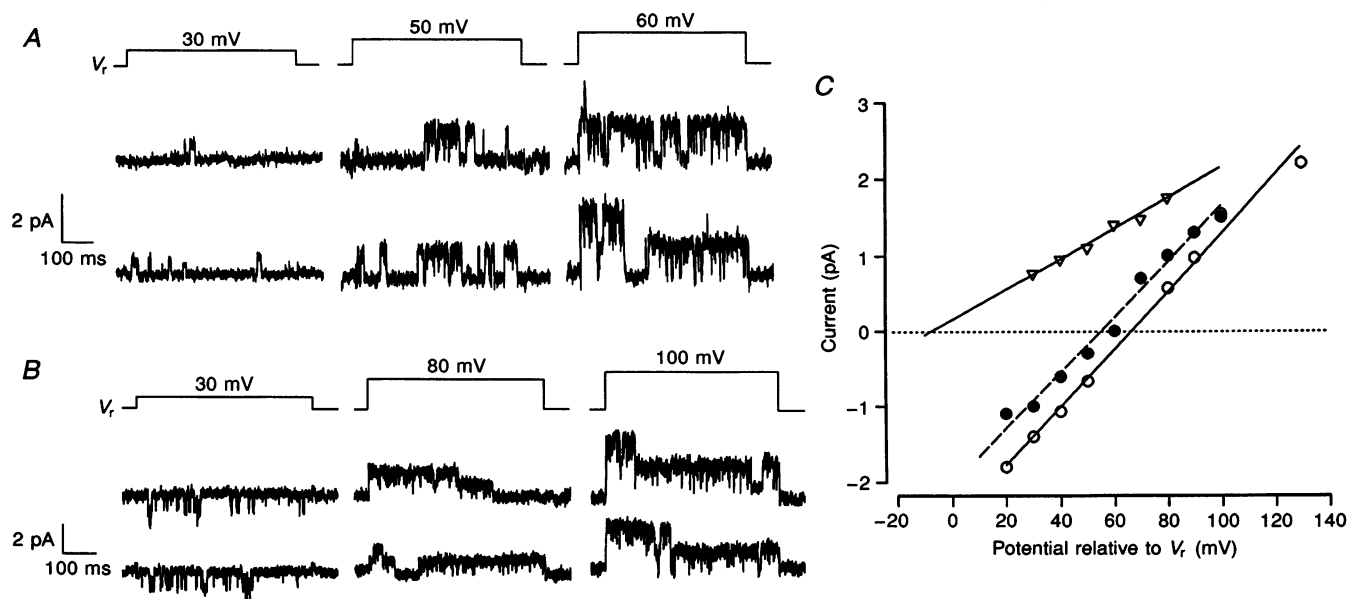 A
30 mV
50 mV
60 mV
Vr
2 pA
100 ms
B
30 mV
80 mV
100 mV
Vr
2 pA
100 ms
C
3
2
1
0
−1
−2
Current (pA)
−20 0 20 40 60 80 100 120 140
Potential relative to Vr (mV)